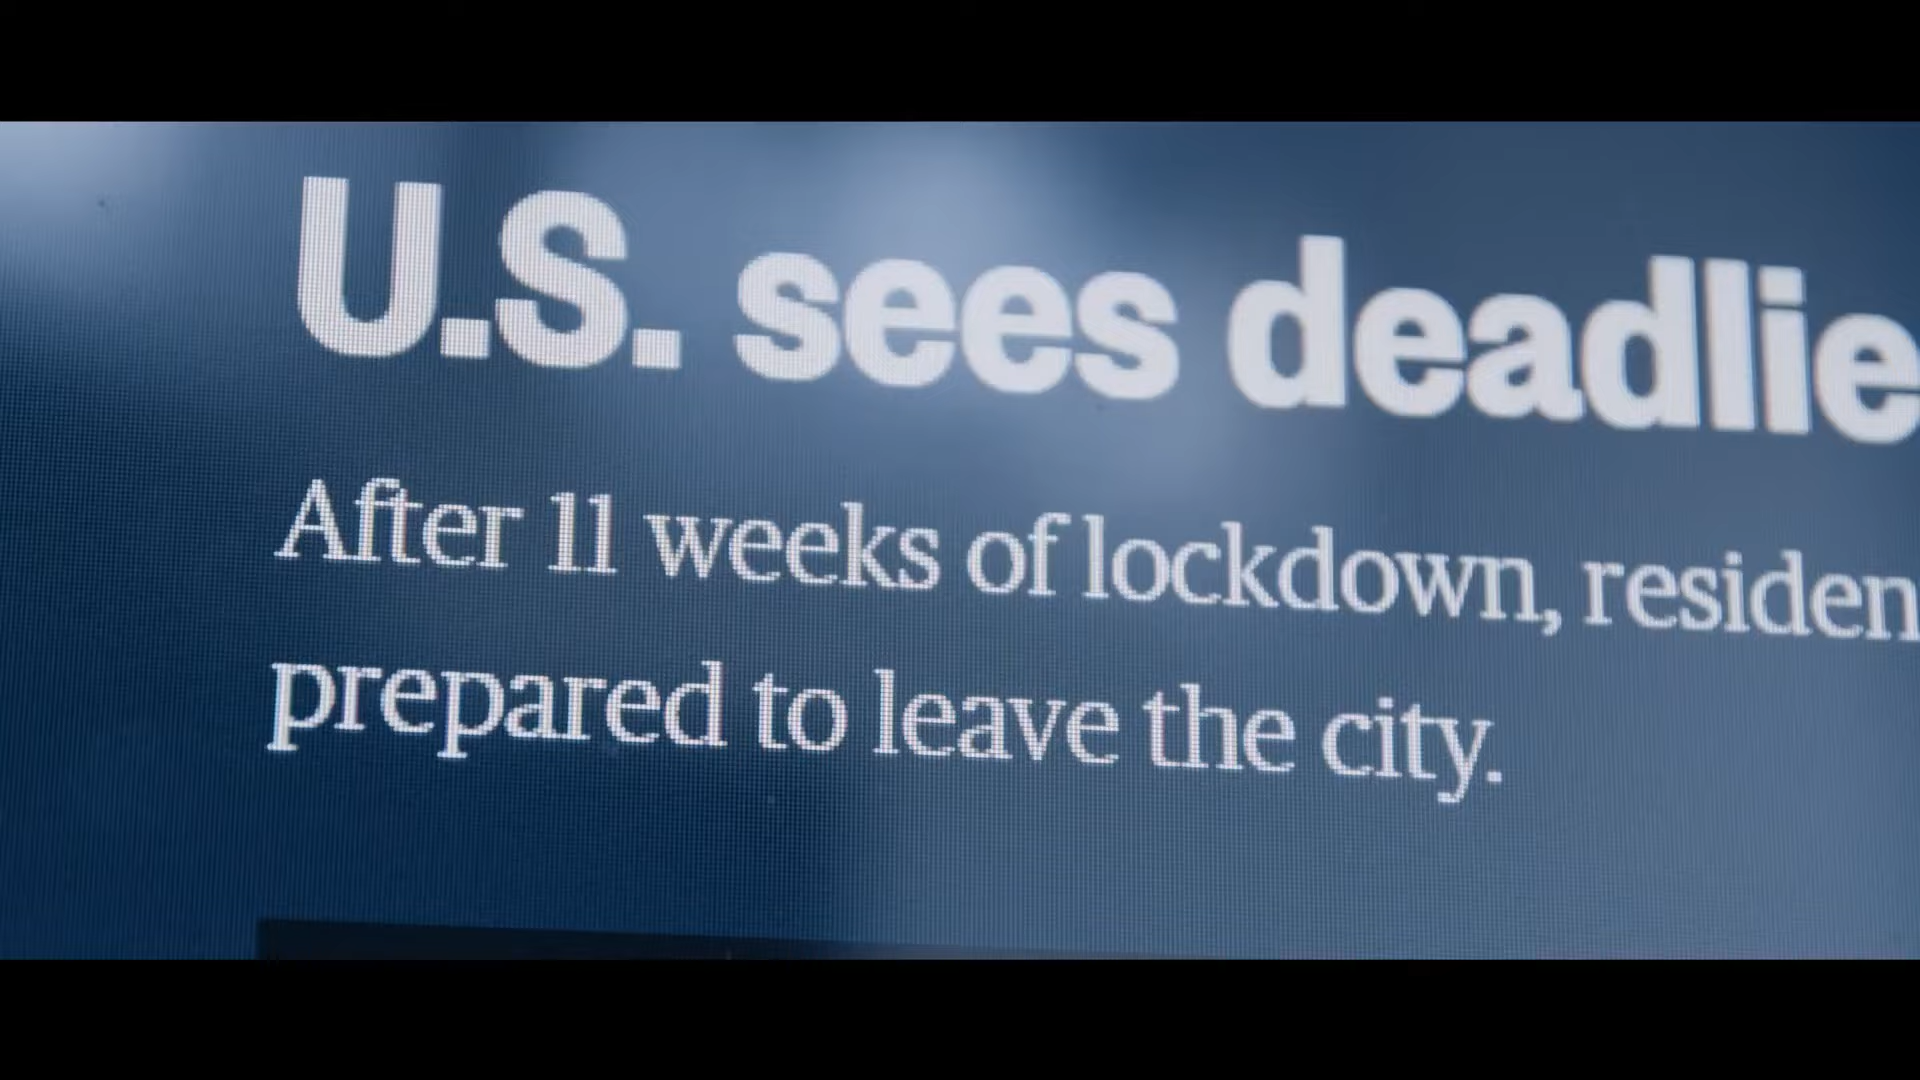 U.S. sees deadlie
After 11 weeks of lockdown, residen
prepared to leave the city.